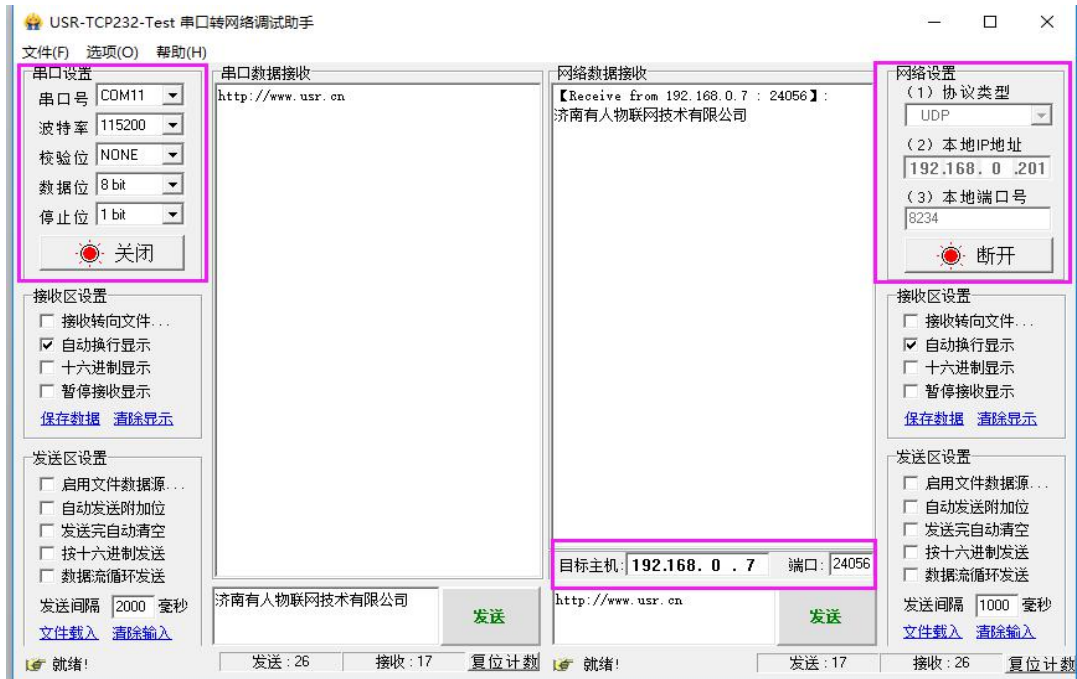 USR-TCP232-Test 串口转网络调试助手
文件(F) 选项(O) 帮助(H)
串口设置
串口号 COM11
波特率 115200
校验位 NONE
数据位 8 bit
停止位 1 bit
关闭
接收区设置
接收转向文件...
自动换行显示
十六进制显示
暂停接收显示
保存数据 清除显示
发送区设置
启用文件数据源...
自动发送附加位
发送完自动清空
按十六进制发送
数据流循环发送
发送间隔 2000 毫秒
文件载入 清除输入
串口数据接收
http://www.usr.cn
济南有人物联网技术有限公司
发送
网络数据接收
【Receive from 192.168.0.7 : 24056】:
济南有人物联网技术有限公司
目标主机: 192.168. 0 . 7 端口: 24056
http://www.usr.cn
发送
网络设置
(1) 协议类型
UDP
(2) 本地IP地址
192.168. 0 .201
(3) 本地端口号
8234
断开
接收区设置
接收转向文件...
自动换行显示
十六进制显示
暂停接收显示
保存数据 清除显示
发送区设置
启用文件数据源...
自动发送附加位
发送完自动清空
按十六进制发送
数据流循环发送
发送间隔 1000 毫秒
文件载入 清除输入
就绪! 发送 : 26 接收 : 17 复位计数
就绪! 发送 : 17 接收 : 26 复位计数